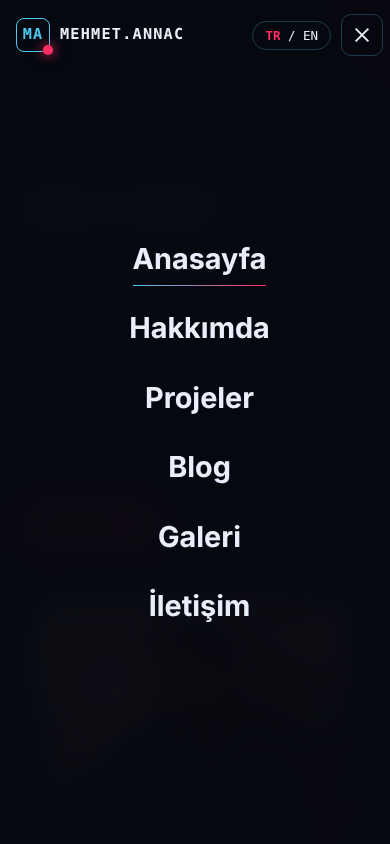 MA MEHMET.ANNAC TR / EN
Anasayfa
Hakkımda
Projeler
Blog
Galeri
İletişim